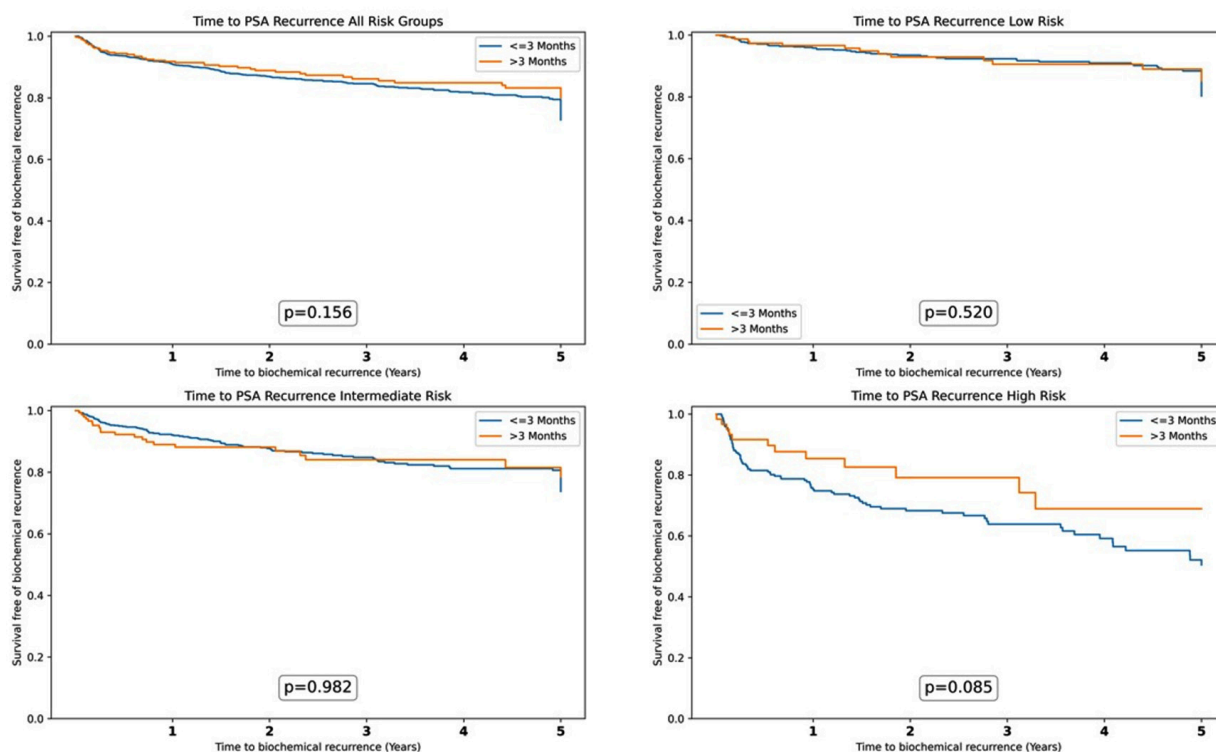 Time to PSA Recurrence All Risk Groups
Survival free of biochemical recurrence
1.0
0.8
0.6
0.4
0.2
0.0
<=3 Months
>3 Months
p=0.156
1 2 3 4 5
Time to biochemical recurrence (Years)
Time to PSA Recurrence Low Risk
Survival free of biochemical recurrence
1.0
0.8
0.6
0.4
0.2
0.0
<=3 Months
>3 Months
p=0.520
1 2 3 4 5
Time to biochemical recurrence (Years)
Time to PSA Recurrence Intermediate Risk
Survival free of biochemical recurrence
1.0
0.8
0.6
0.4
0.2
0.0
<=3 Months
>3 Months
p=0.982
1 2 3 4 5
Time to biochemical recurrence (Years)
Time to PSA Recurrence High Risk
Survival free of biochemical recurrence
1.0
0.8
0.6
0.4
0.2
0.0
<=3 Months
>3 Months
p=0.085
1 2 3 4 5
Time to biochemical recurrence (Years)